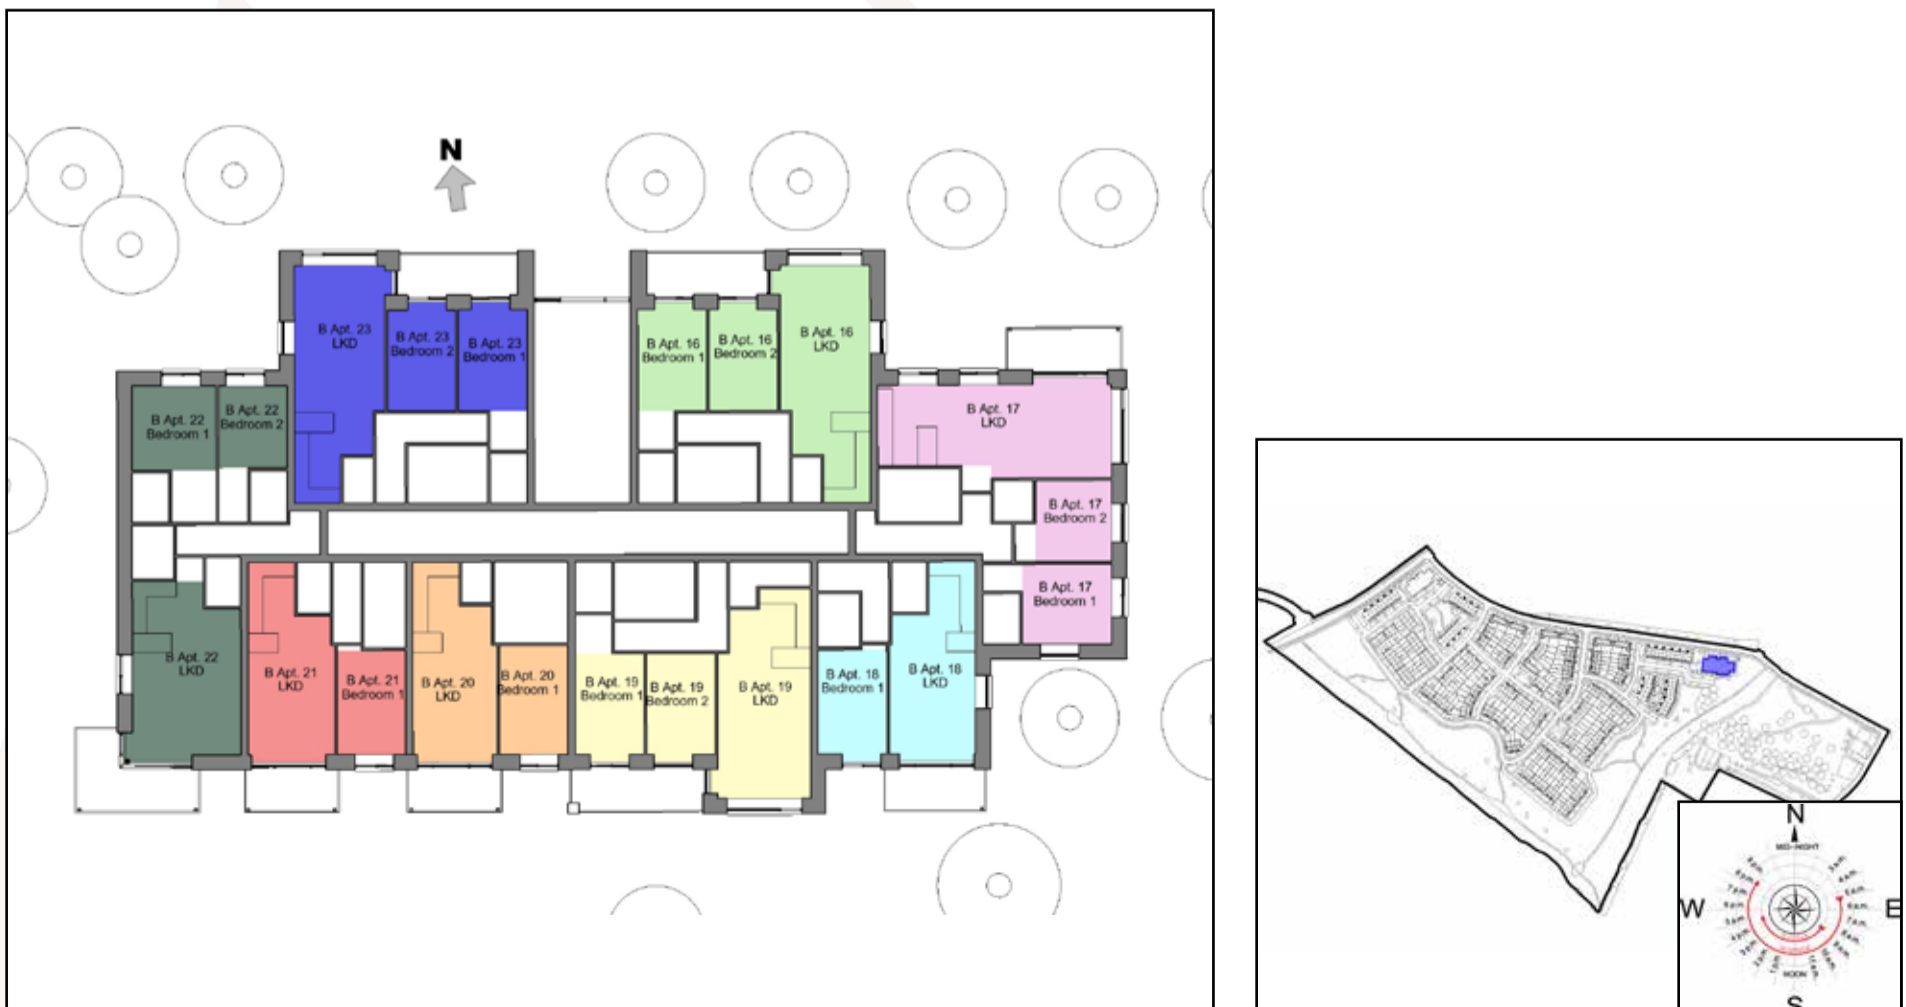 N
B Apt. 23
LKD
B Apt. 23
Bedroom 2
B Apt. 23
Bedroom 1
B Apt. 16
Bedroom 1
B Apt. 16
Bedroom 2
B Apt. 16
LKD
B Apt. 22
Bedroom 1
B Apt. 22
Bedroom 2
B Apt. 17
LKD
B Apt. 17
Bedroom 2
B Apt. 17
Bedroom 1
B Apt. 22
LKD
B Apt. 21
LKD
B Apt. 21
Bedroom 1
B Apt. 20
LKD
B Apt. 20
Bedroom 1
B Apt. 19
Bedroom 1
B Apt. 19
Bedroom 2
B Apt. 19
LKD
B Apt. 18
Bedroom 1
B Apt. 18
LKD
N
MID-NIGHT
W
E
NOON
S